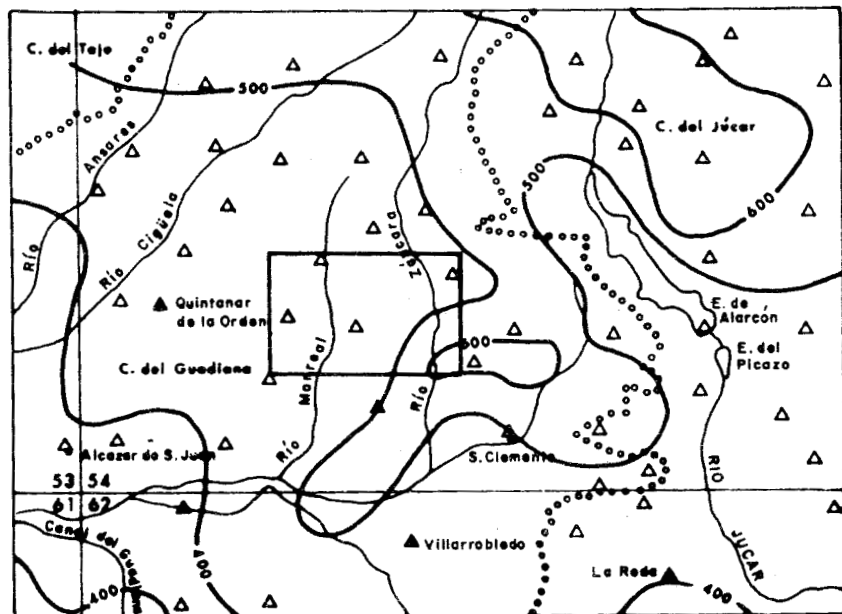 C. del Tajo
500
Ansares
Río
Río Cigüela
C. del Júcar
500
600
Záncara
Río
Monreal
Río
Quintanar
de la Orden
C. del Guadiana
500
E. de
Alarcón
E. del
Picazo
Alcazar de S. Juan
S. Clemente
53 54
61 62
RIO
JUCAR
Canal del Guadiana
400
400
Villarrobledo
La Roda
400